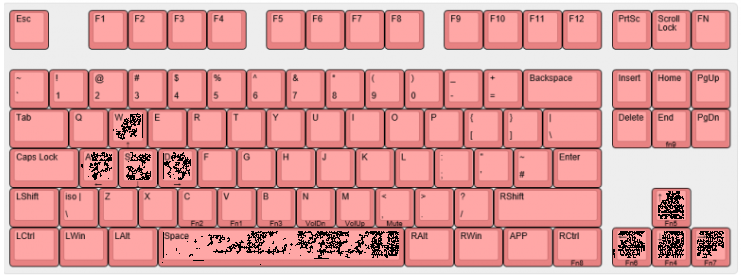 Esc F1 F2 F3 F4 F5 F6 F7 F8 F9 F10 F11 F12 PrtSc Scroll Lock FN
~ ! @ # $ % ^ & * ( ) _ + Backspace Insert Home PgUp
` 1 2 3 4 5 6 7 8 9 0 - =
Tab Q W E R T Y U I O P { } | Delete End PgDn
[ ] \ fn9
Caps Lock A S D F G H J K L : " ~ Enter
; ' #
LShift iso | Z X C V B N M < > ? RShift
\ Fn2 Fn1 Fn3 VolDn VolUp Mute , . / Fn5
LCtrl LWin LAlt Space RAlt RWin APP RCtrl
Fn8 Fn6 Fn4 Fn7